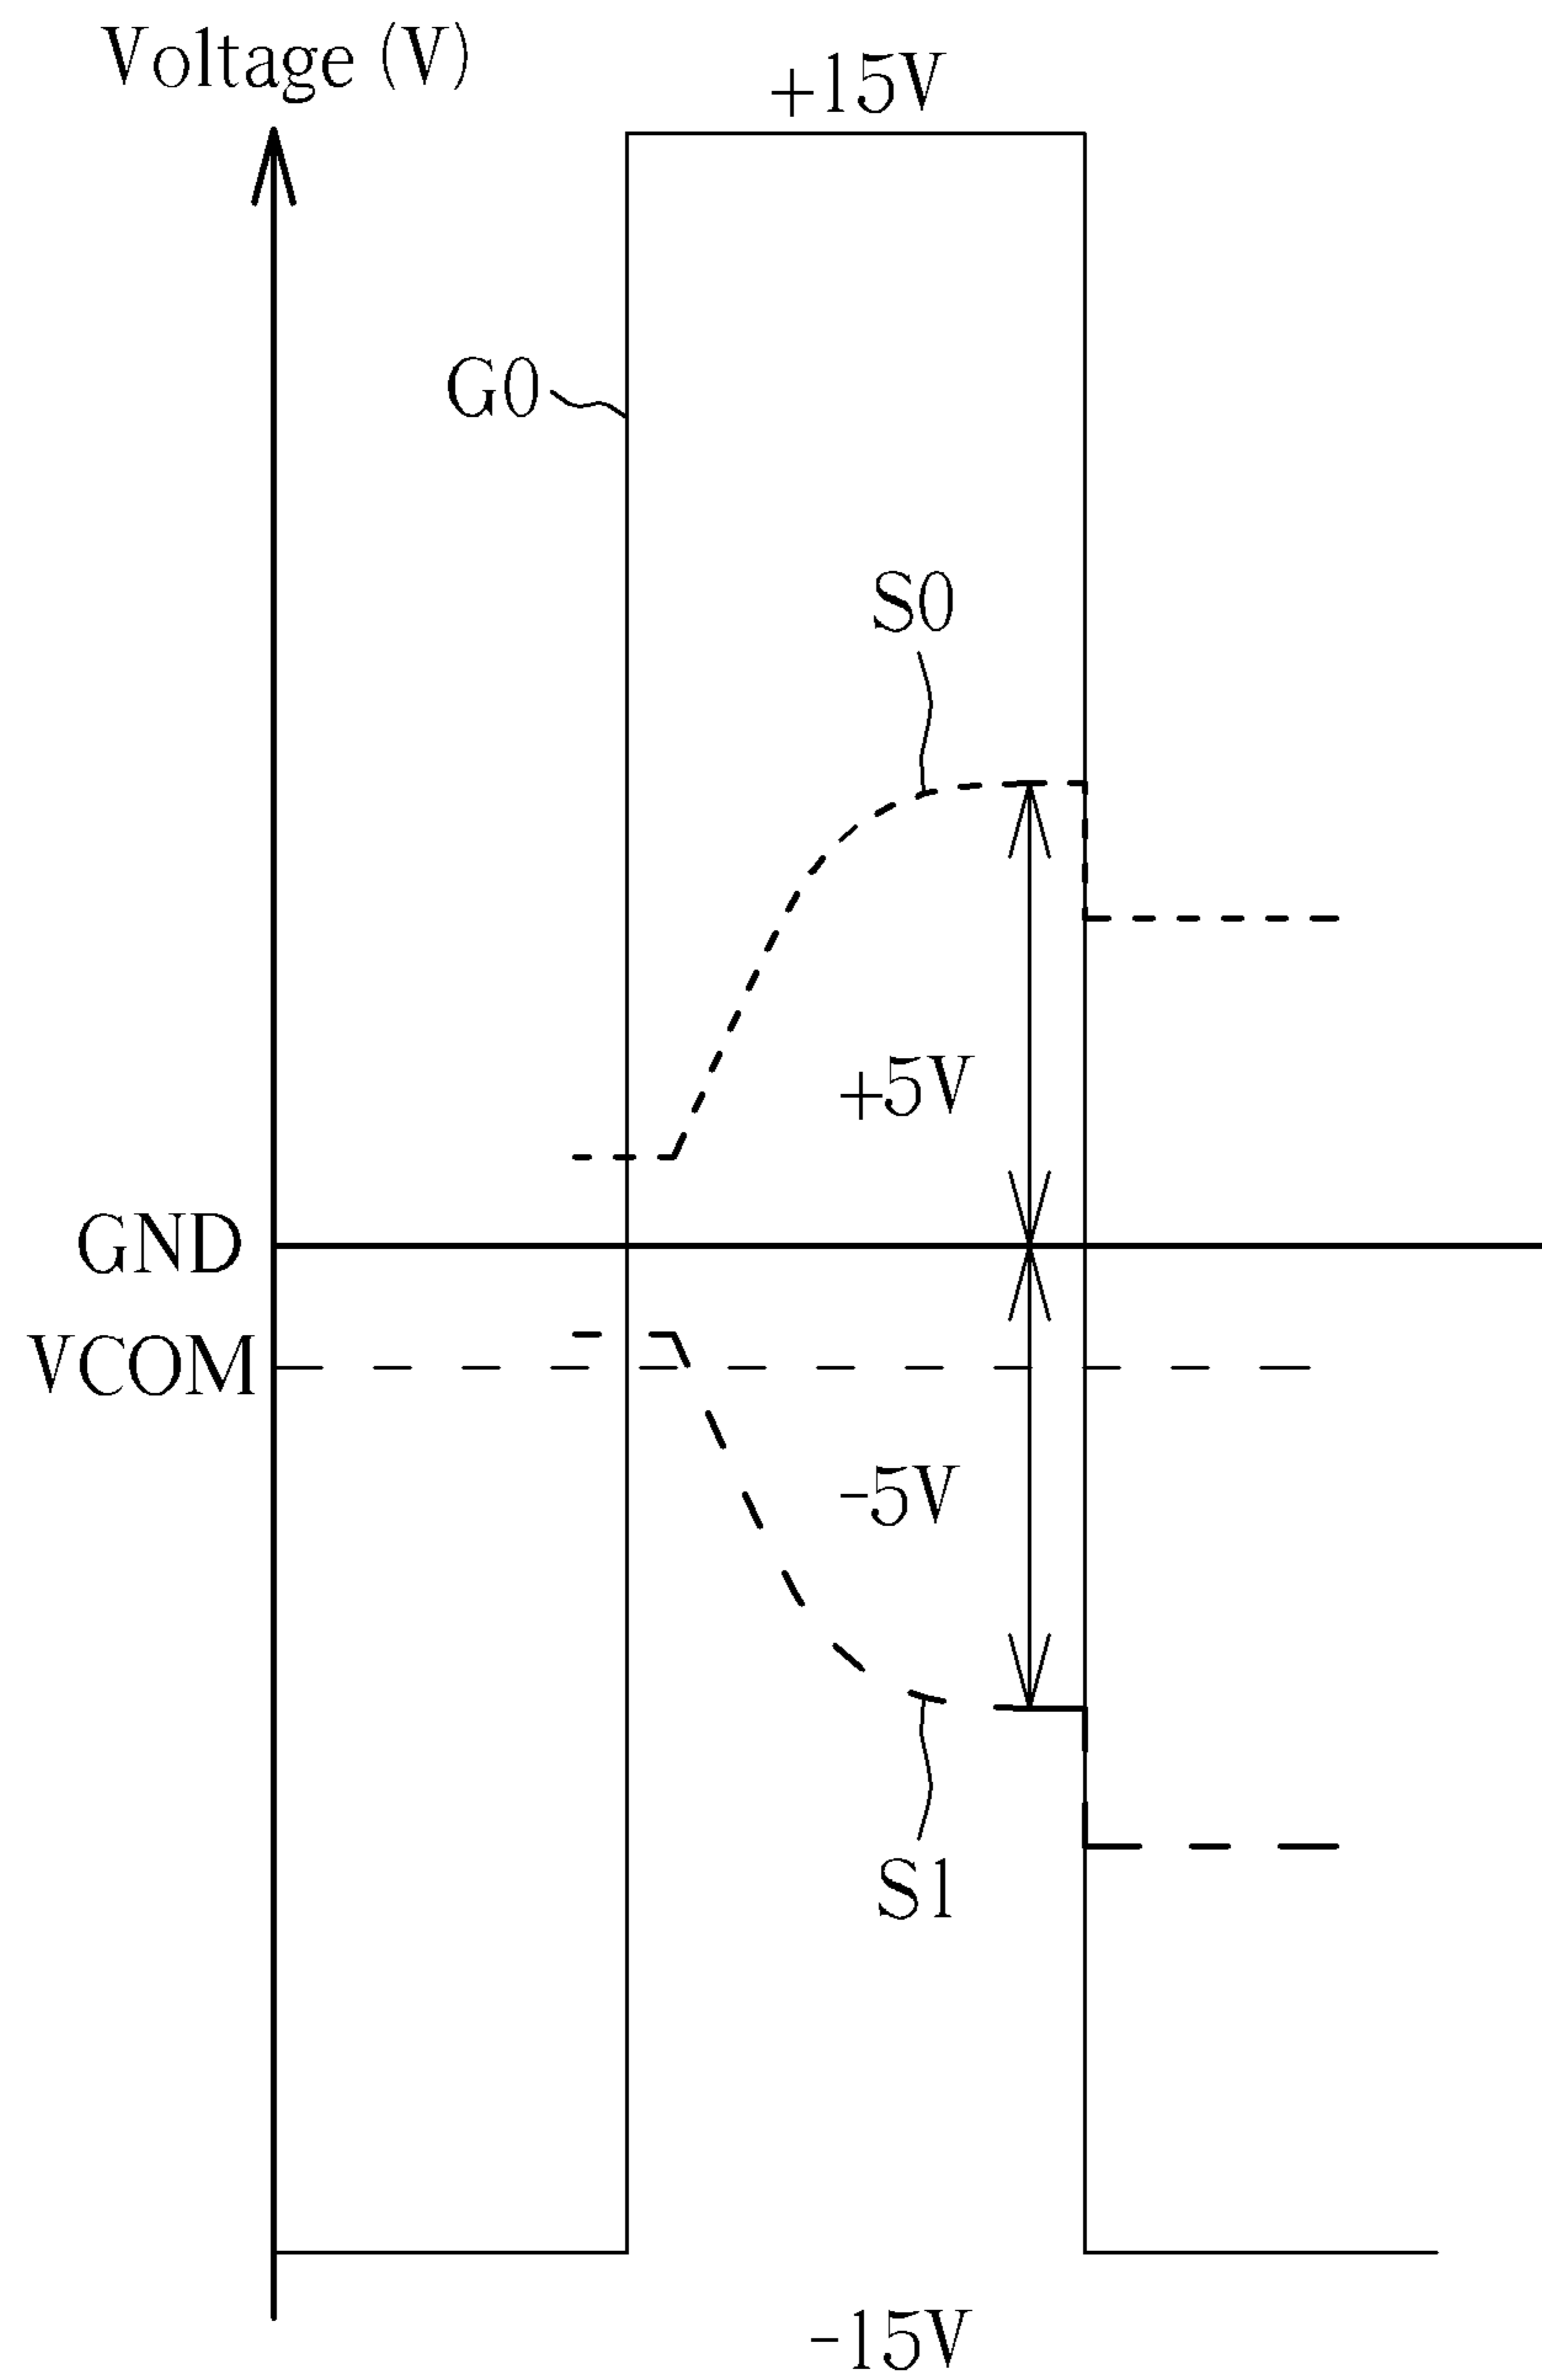 Voltage (V)
+15V
G0
S0
+5V
GND
VCOM
-5V
S1
-15V